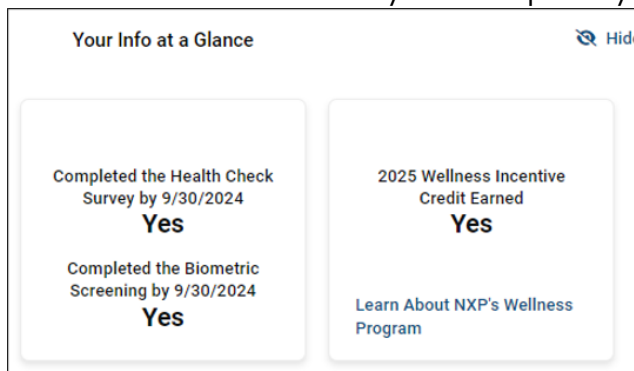 Your Info at a Glance
Hide
Completed the Health Check
Survey by 9/30/2024
Yes
Completed the Biometric
Screening by 9/30/2024
Yes
2025 Wellness Incentive
Credit Earned
Yes
Learn About NXP's Wellness
Program